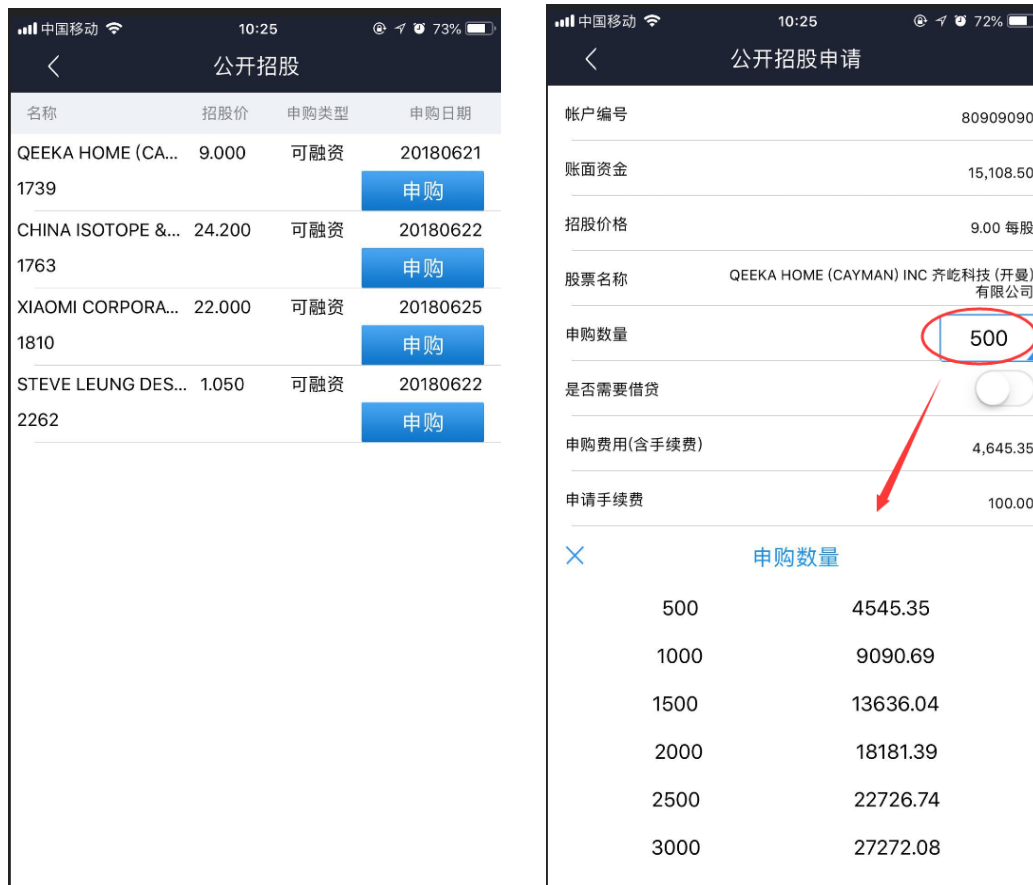 中国移动 10:25 73%
公开招股
名称 招股价 申购类型 申购日期
QEEKA HOME (CA... 9.000 可融资 20180621
1739 申购
CHINA ISOTOPE &... 24.200 可融资 20180622
1763 申购
XIAOMI CORPORA... 22.000 可融资 20180625
1810 申购
STEVE LEUNG DES... 1.050 可融资 20180622
2262 申购
中国移动 10:25 72%
公开招股申请
帐户编号 80909090
账面资金 15,108.50
招股价格 9.00 每股
股票名称 QEEKA HOME (CAYMAN) INC 齐屹科技 (开曼)
有限公司
申购数量 500
是否需要借贷
申购费用(含手续费) 4,645.35
申请手续费 100.00
申购数量
500 4545.35
1000 9090.69
1500 13636.04
2000 18181.39
2500 22726.74
3000 27272.08